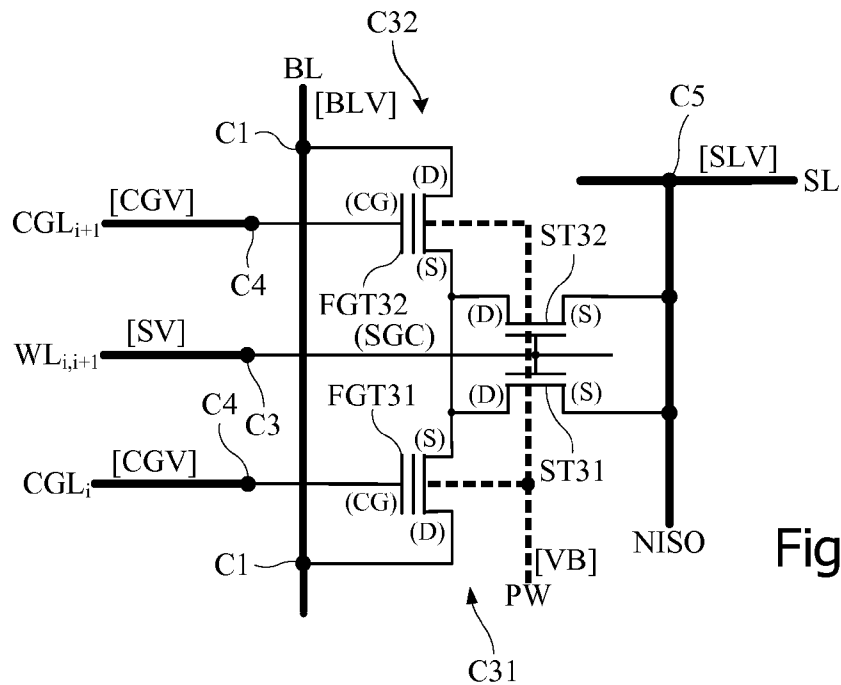 C32
BL
[BLV]
C5
C1
[SLV]
SL
(D)
[CGV]
(CG)
CGLi+1
ST32
C4
(S)
FGT32
(D)
(S)
[SV]
(SGC)
WLi,i+1
FGT31
C4
C3
(D)
(S)
(S)
[CGV]
ST31
CGLi
(CG)
(D)
NISO
Fig
C1
[VB]
PW
C31